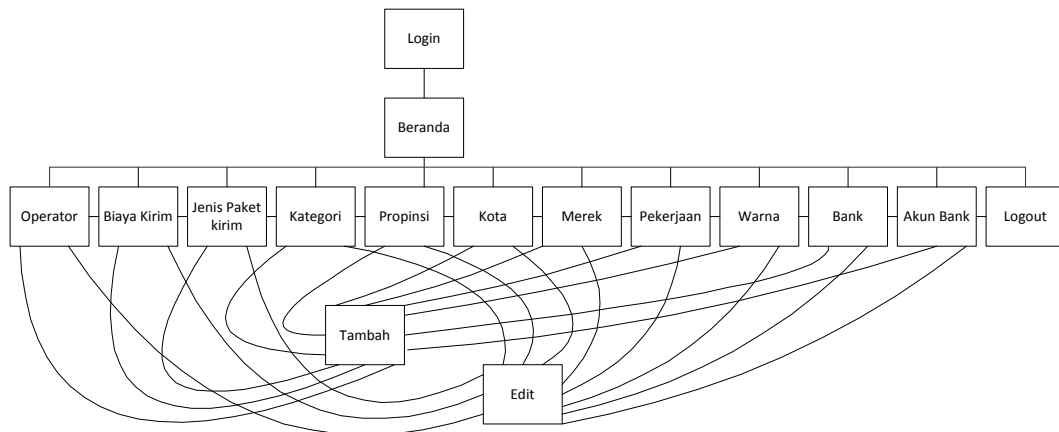 Login
Beranda
Operator
Biaya Kirim
Jenis Paket
kirim
Kategori
Propinsi
Kota
Merek
Pekerjaan
Warna
Bank
Akun Bank
Logout
Tambah
Edit